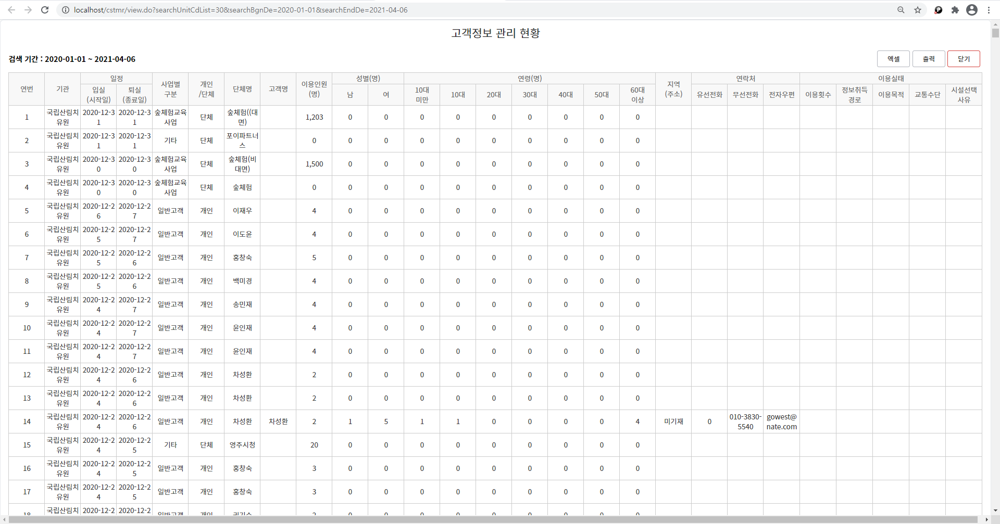 localhost/cstmr/view.do?searchUnitCdList=30&searchBgnDe=2020-01-01&searchEndDe=2021-04-06
고객정보 관리 현황
검색 기간 : 2020-01-01 ~ 2021-04-06
엑셀 출력 닫기
연번 기관 일정 사업별 구분 개인 /단체 단체명 고객명 이용인원 (명) 성별(명) 연령(명) 지역 (주소) 연락처 이용실태
입실 (시작일) 퇴실 (종료일) 남 여 10대 미만 10대 20대 30대 40대 50대 60대 이상 유선전화 무선전화 전자우편 이용횟수 정보취득 경로 이용목적 교통수단 시설선택 사유
1 국립산림치유원 2020-12-31 2020-12-31 숲체험교육사업 단체 숲체험((대면) 1,203 0 0 0 0 0 0 0 0 0
2 국립산림치유원 2020-12-31 2020-12-31 기타 단체 포이파트너스 0 0 0 0 0 0 0 0 0 0
3 국립산림치유원 2020-12-30 2020-12-30 숲체험교육사업 단체 숲체험(비대면) 1,500 0 0 0 0 0 0 0 0 0
4 국립산림치유원 2020-12-30 2020-12-30 숲체험교육사업 단체 숲체험 0 0 0 0 0 0 0 0 0 0
5 국립산림치유원 2020-12-26 2020-12-27 일반고객 개인 이재우 4 0 0 0 0 0 0 0 0 0
6 국립산림치유원 2020-12-25 2020-12-27 일반고객 개인 이도윤 4 0 0 0 0 0 0 0 0 0
7 국립산림치유원 2020-12-25 2020-12-26 일반고객 개인 홍창숙 5 0 0 0 0 0 0 0 0 0
8 국립산림치유원 2020-12-25 2020-12-26 일반고객 개인 백미경 4 0 0 0 0 0 0 0 0 0
9 국립산림치유원 2020-12-24 2020-12-27 일반고객 개인 송민재 4 0 0 0 0 0 0 0 0 0
10 국립산림치유원 2020-12-24 2020-12-27 일반고객 개인 윤인재 4 0 0 0 0 0 0 0 0 0
11 국립산림치유원 2020-12-24 2020-12-27 일반고객 개인 윤인재 4 0 0 0 0 0 0 0 0 0
12 국립산림치유원 2020-12-24 2020-12-26 일반고객 개인 차성환 2 0 0 0 0 0 0 0 0 0
13 국립산림치유원 2020-12-24 2020-12-26 일반고객 개인 차성환 2 0 0 0 0 0 0 0 0 0
14 국립산림치유원 2020-12-24 2020-12-26 일반고객 개인 차성환 차성환 2 1 5 1 1 0 0 0 0 4 미기재 0 010-3830-5540 gowest@nate.com
15 국립산림치유원 2020-12-24 2020-12-25 기타 단체 영주시청 20 0 0 0 0 0 0 0 0 0
16 국립산림치유원 2020-12-24 2020-12-25 일반고객 개인 홍창숙 3 0 0 0 0 0 0 0 0 0
17 국립산림치유원 2020-12-24 2020-12-25 일반고객 개인 홍창숙 3 0 0 0 0 0 0 0 0 0
18 국립산림치 2020-12-2 2020-12-2 일반고객 개인